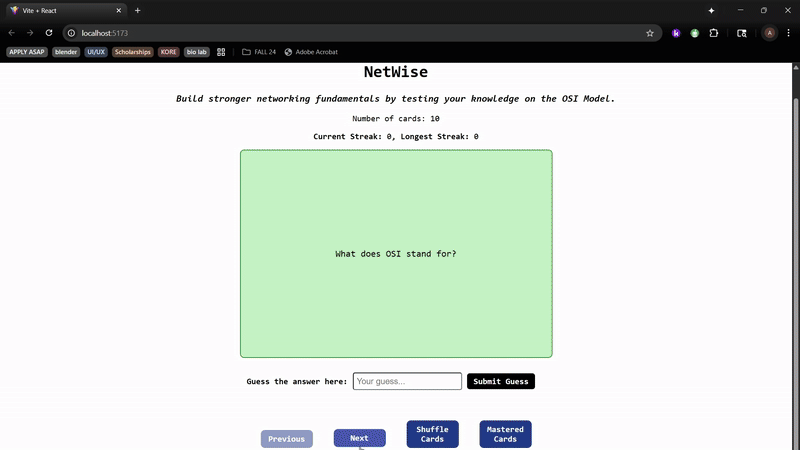 Vite + React
localhost:5173
APPLY ASAP blender UI/UX Scholarships KORE bio lab FALL 24 Adobe Acrobat
NetWise
Build stronger networking fundamentals by testing your knowledge on the OSI Model.
Number of cards: 10
Current Streak: 0, Longest Streak: 0
What does OSI stand for?
Guess the answer here: Your guess... Submit Guess
Previous Next Shuffle Cards Mastered Cards